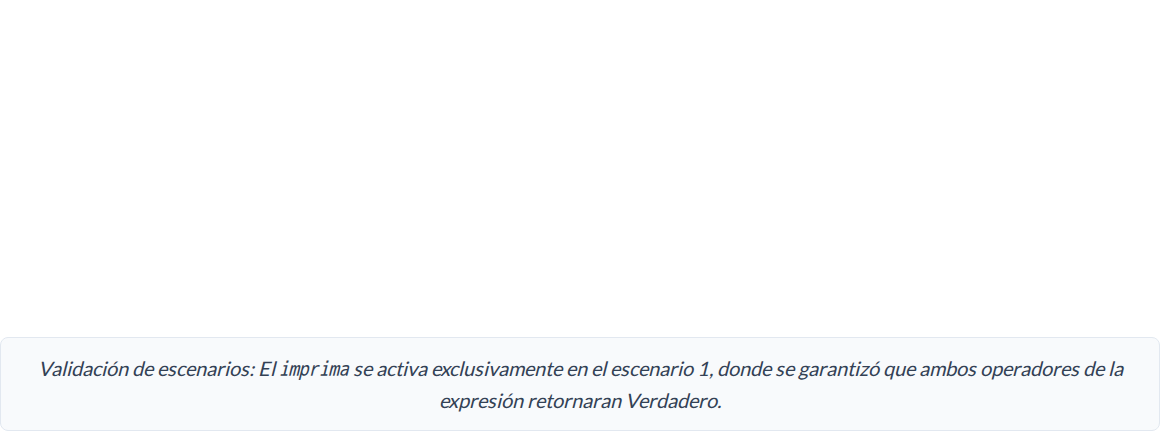 Validación de escenarios: El imprima se activa exclusivamente en el escenario 1, donde se garantizó que ambos operadores de la
expresión retornaran Verdadero.